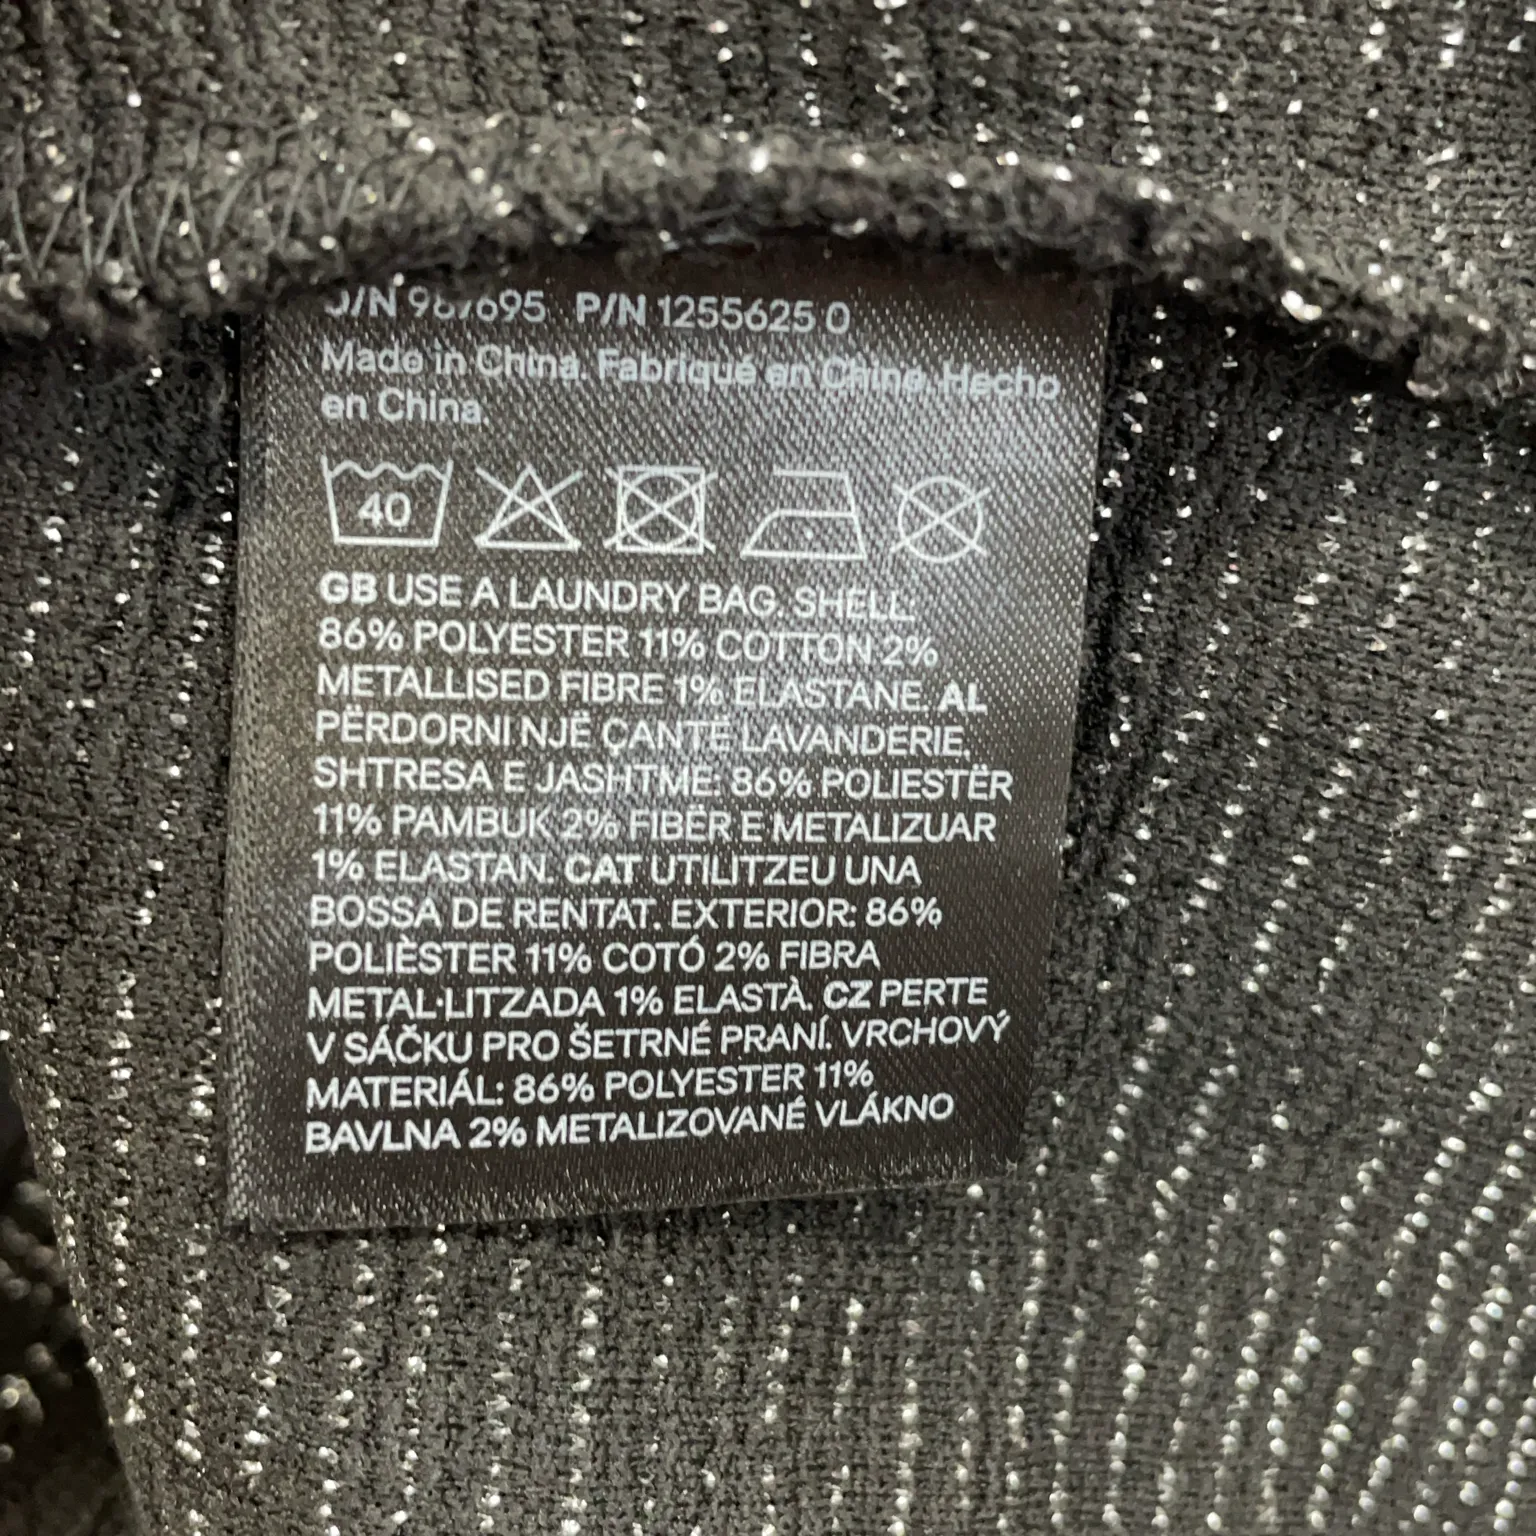 O/N 987695 P/N 1255625 0
Made in China. Fabriqué en Chine. Hecho
en China.
40
GB USE A LAUNDRY BAG. SHELL:
86% POLYESTER 11% COTTON 2%
METALLISED FIBRE 1% ELASTANE. AL
PËRDORNI NJË ÇANTË LAVANDERIE.
SHTRESA E JASHTME: 86% POLIESTËR
11% PAMBUK 2% FIBËR E METALIZUAR
1% ELASTAN. CAT UTILITZEU UNA
BOSSA DE RENTAT. EXTERIOR: 86%
POLIÈSTER 11% COTÓ 2% FIBRA
METAL·LITZADA 1% ELASTÀ. CZ PERTE
V SÁČKU PRO ŠETRNÉ PRANÍ. VRCHOVÝ
MATERIÁL: 86% POLYESTER 11%
BAVLNA 2% METALIZOVANÉ VLÁKNO